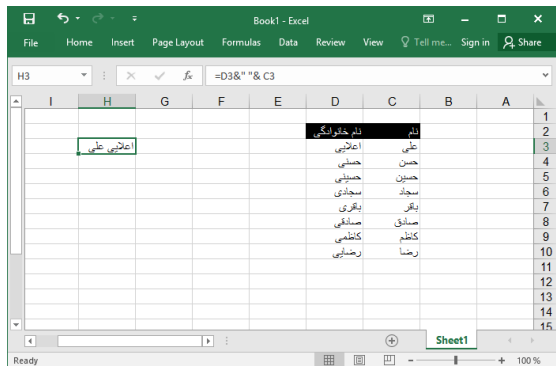 Book1 - Excel
File Home Insert Page Layout Formulas Data Review View Tell me... Sign in Share
H3 fx =D3&" "& C3
I H G F E D C B A
1
نام نام خانوادگی 2
اعلایی علی علی اعلایی 3
حسن حسنی 4
حسین حسینی 5
سجاد سجادی 6
باقر باقری 7
صادق صادقی 8
کاظم کاظمی 9
رضا رضایی 10
11
12
13
14
15
Sheet1
Ready 100 %